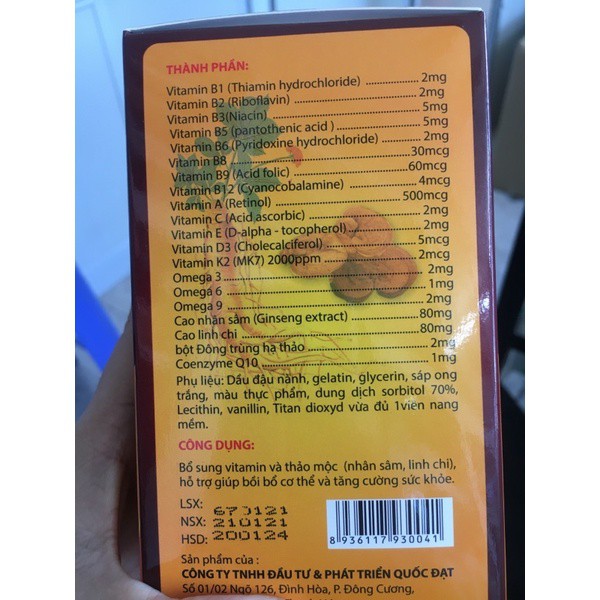 THÀNH PHẦN:
Vitamin B1 (Thiamin hydrochloride) ................ 2mg
Vitamin B2 (Riboflavin) ................ 2mg
Vitamin B3(Niacin) ................ 5mg
Vitamin B5 (pantothenic acid ) ................ 5mg
Vitamin B6 (Pyridoxine hydrochloride) ................ 2mg
Vitamin B8 ................ 30mcg
Vitamin B9 (Acid folic) ................ 60mcg
Vitamin B12 (Cyanocobalamine) ................ 4mcg
Vitamin A (Retinol) ................ 500mcg
Vitamin C (Acid ascorbic) ................ 2mg
Vitamin E (D-alpha - tocopherol) ................ 2mg
Vitamin D3 (Cholecalciferol) ................ 5mcg
Vitamin K2 (MK7) 2000ppm ................ 2mcg
Omega 3 ................ 2mg
Omega 6 ................ 1mg
Omega 9 ................ 2mg
Cao nhân sâm (Ginseng extract) ................ 80mg
Cao linh chi ................ 80mg
bột Đông trùng hạ thảo ................ 2mg
Coenzyme Q10 ................ 1mg
Phụ liệu: Dầu đậu nành, gelatin, glycerin, sáp ong
trắng, màu thực phẩm, dung dịch sorbitol 70%,
Lecithin, vanillin, Titan dioxyd vừa đủ 1viên nang
mềm.
CÔNG DỤNG:
Bổ sung vitamin và thảo mộc (nhân sâm, linh chi),
hỗ trợ giúp bồi bổ cơ thể và tăng cường sức khỏe.
LSX: 670121
NSX: 210121
HSD: 200124
8 936117 930041
Sản phẩm của :
CÔNG TY TNHH ĐẦU TƯ & PHÁT TRIỂN QUỐC ĐẠT
Số 01/02 Ngõ 126, Đình Hòa, P. Đông Cương,